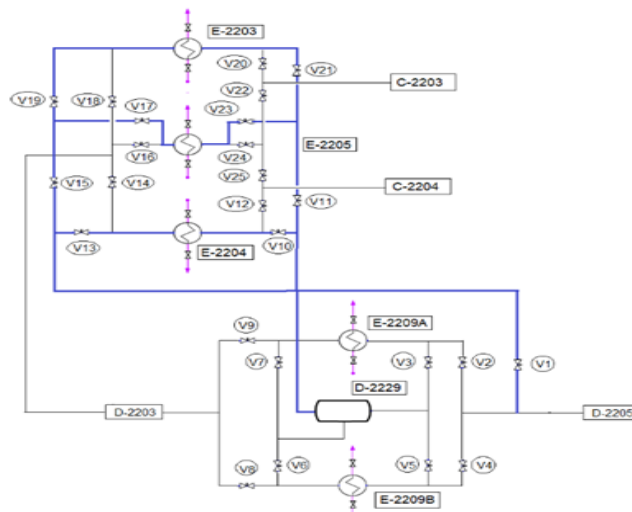 E-2203
V20
V21
C-2203
V19
V18
V22
V17
V23
E-2205
V16
V24
V15
V14
V25
C-2204
V12
V11
V13
E-2204
V10
V9
E-2209A
V7
V3
V2
V1
D-2229
D-2203
D-2205
V8
V6
V5
V4
E-2209B